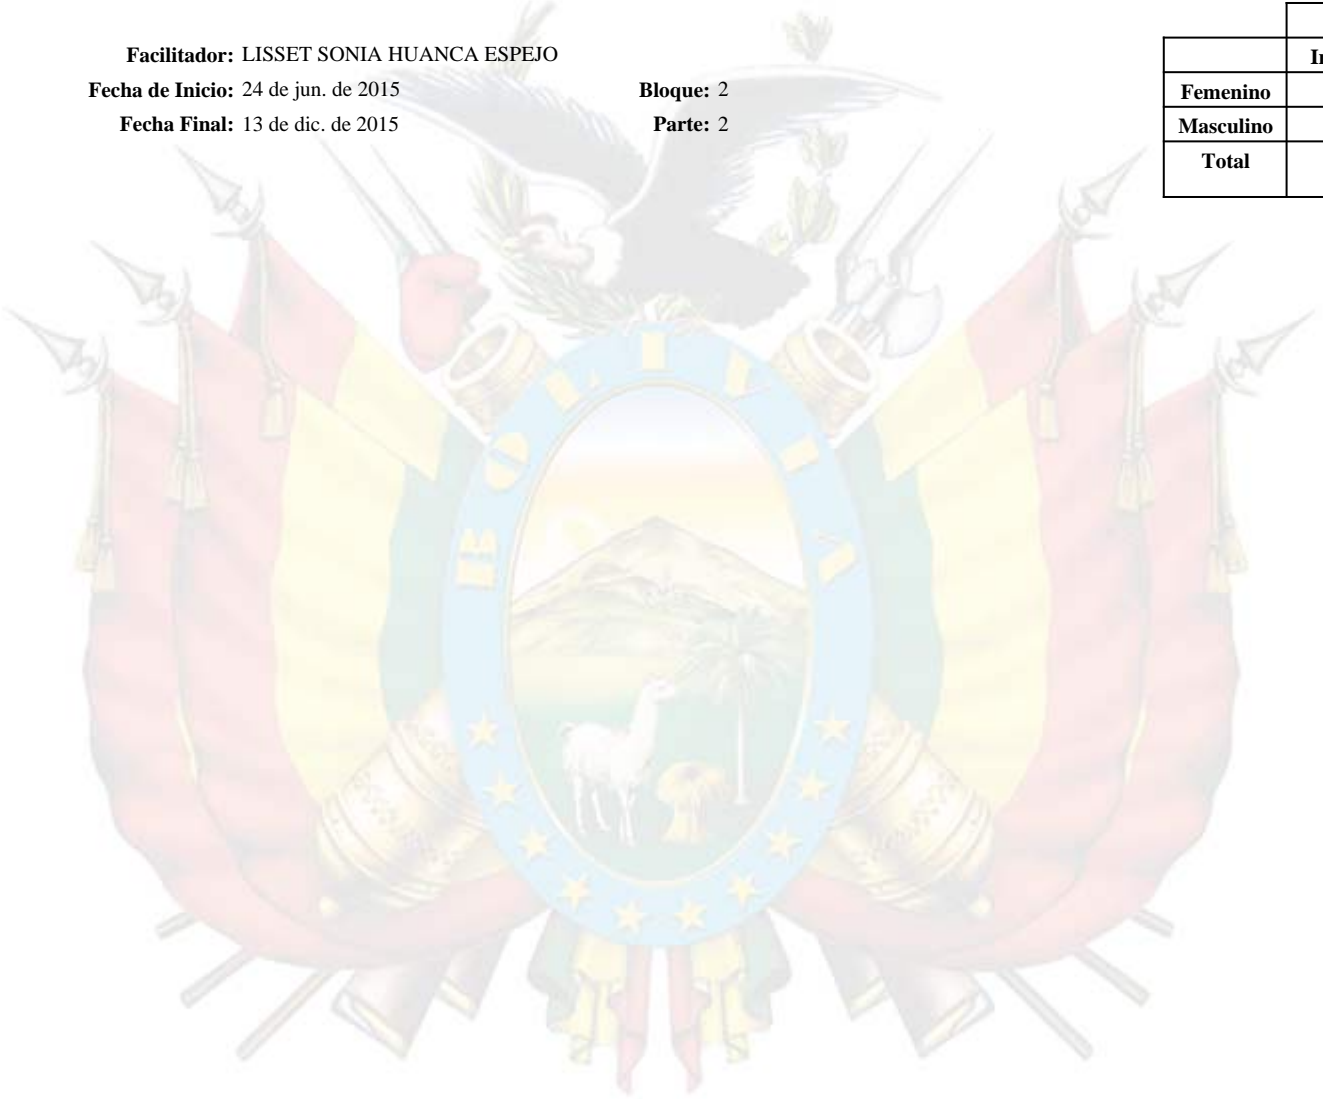 Facilitador: LISSET SONIA HUANCA ESPEJO
Fecha de Inicio: 24 de jun. de 2015 Bloque: 2
Fecha Final: 13 de dic. de 2015 Parte: 2
Femenino
Masculino
Total
BOLIVIA